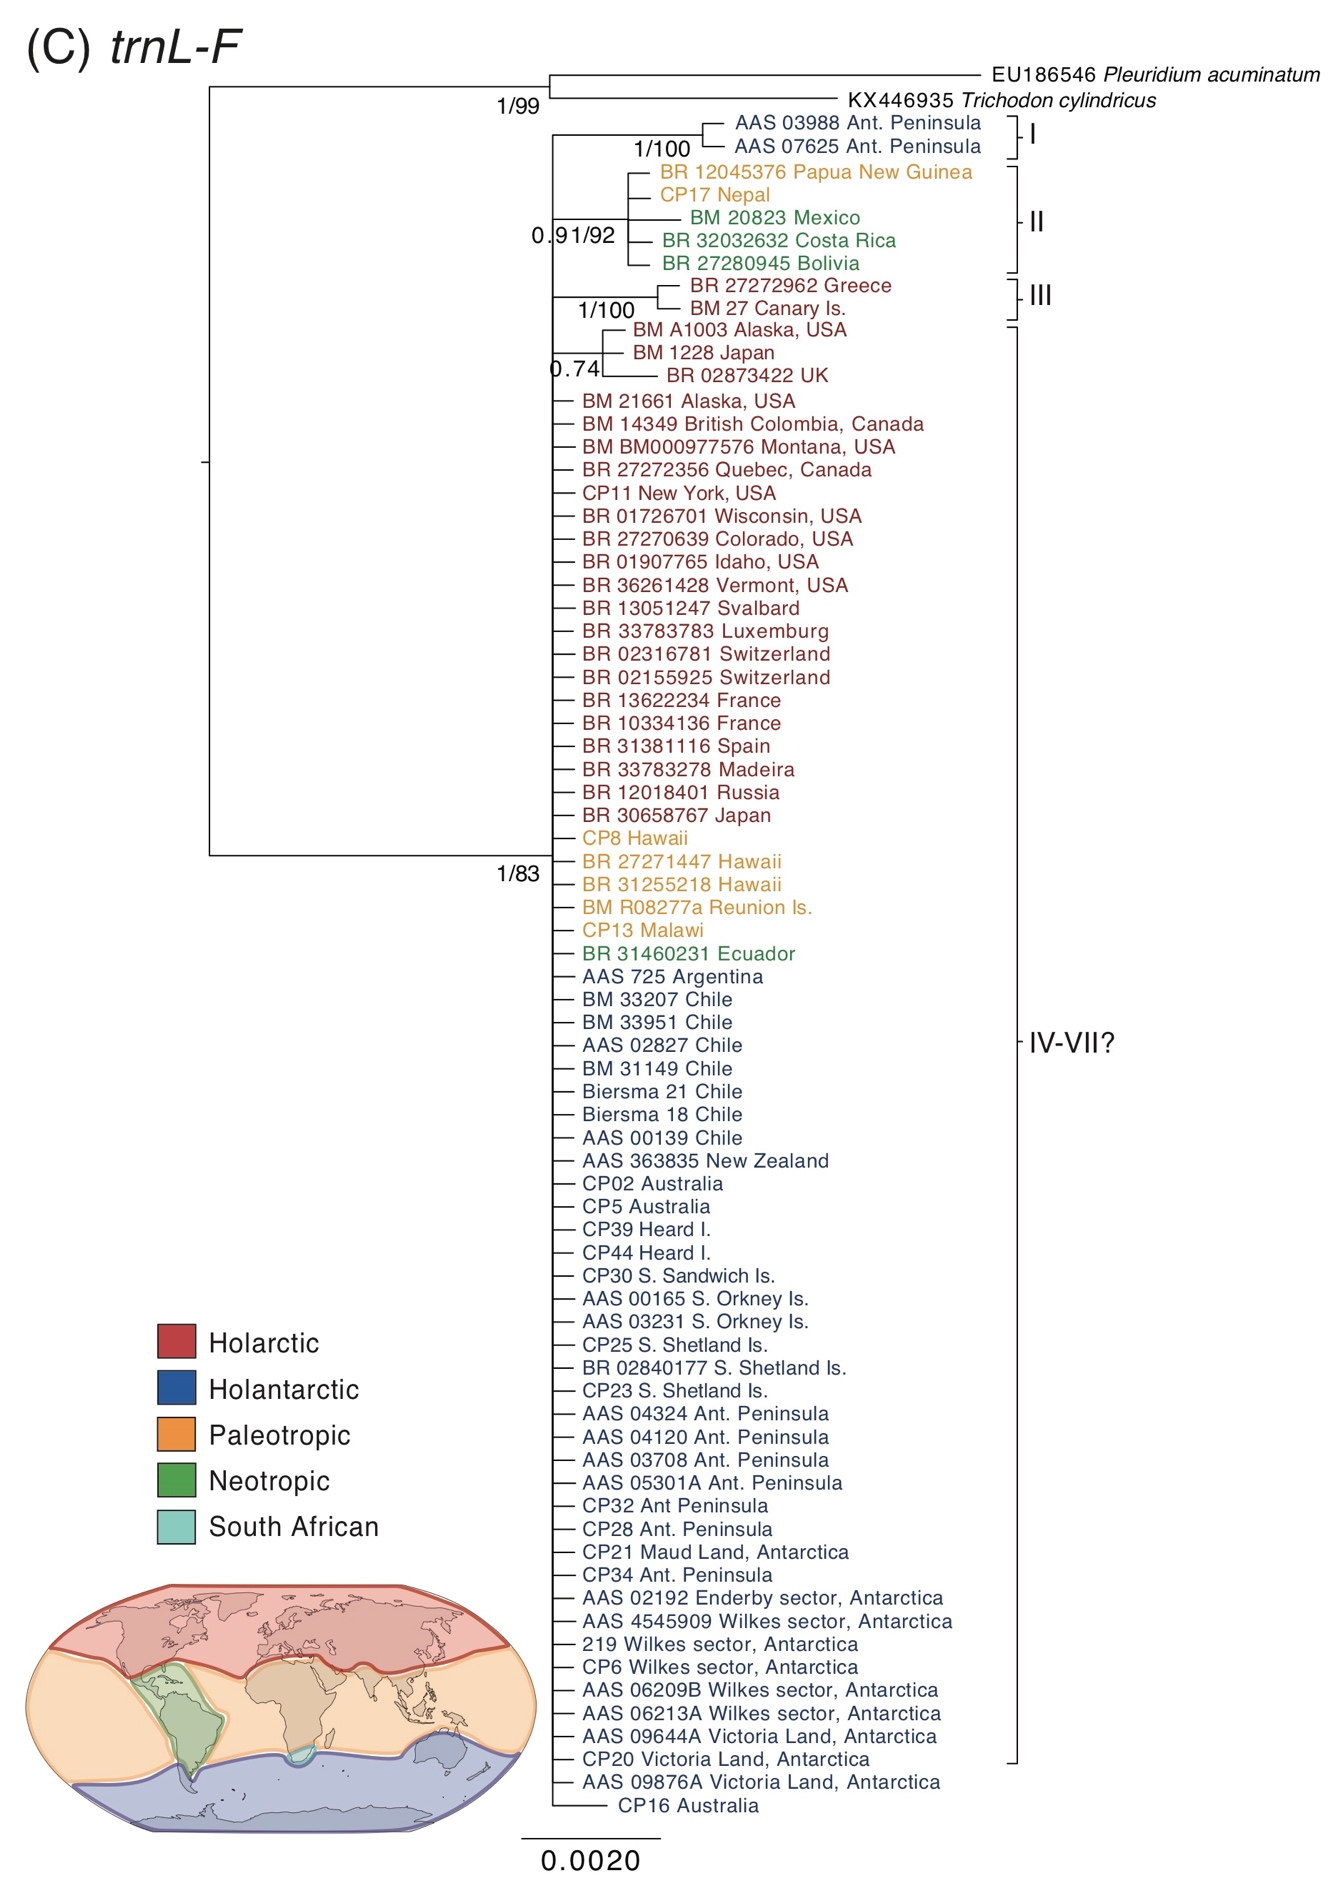 (C) trnL-F
EU186546 Pleuridium acuminatum
1/99
KX446935 Trichodon cylindricus
AAS 03988 Ant. Peninsula
I
AAS 07625 Ant. Peninsula
1/100
BR 12045376 Papua New Guinea
CP17 Nepal
BM 20823 Mexico
II
0.91/92
BR 32032632 Costa Rica
BR 27280945 Bolivia
BR 27272962 Greece
III
1/100
BM 27 Canary Is.
BM A1003 Alaska, USA
BM 1228 Japan
0.74
BR 02873422 UK
BM 21661 Alaska, USA
BM 14349 British Colombia, Canada
BM BM000977576 Montana, USA
BR 27272356 Quebec, Canada
CP11 New York, USA
BR 01726701 Wisconsin, USA
BR 27270639 Colorado, USA
BR 01907765 Idaho, USA
BR 36261428 Vermont, USA
BR 13051247 Svalbard
BR 33783783 Luxemburg
BR 02316781 Switzerland
BR 02155925 Switzerland
BR 13622234 France
BR 10334136 France
BR 31381116 Spain
BR 33783278 Madeira
BR 12018401 Russia
BR 30658767 Japan
CP8 Hawaii
BR 27271447 Hawaii
1/83
BR 31255218 Hawaii
BM R08277a Reunion Is.
CP13 Malawi
BR 31460231 Ecuador
AAS 725 Argentina
BM 33207 Chile
BM 33951 Chile
AAS 02827 Chile
IV-VII?
BM 31149 Chile
Biersma 21 Chile
Biersma 18 Chile
AAS 00139 Chile
AAS 363835 New Zealand
CP02 Australia
CP5 Australia
CP39 Heard I.
CP44 Heard I.
CP30 S. Sandwich Is.
AAS 00165 S. Orkney Is.
AAS 03231 S. Orkney Is.
CP25 S. Shetland Is.
BR 02840177 S. Shetland Is.
CP23 S. Shetland Is.
AAS 04324 Ant. Peninsula
AAS 04120 Ant. Peninsula
AAS 03708 Ant. Peninsula
AAS 05301A Ant. Peninsula
CP32 Ant Peninsula
CP28 Ant. Peninsula
CP21 Maud Land, Antarctica
CP34 Ant. Peninsula
AAS 02192 Enderby sector, Antarctica
AAS 4545909 Wilkes sector, Antarctica
219 Wilkes sector, Antarctica
CP6 Wilkes sector, Antarctica
AAS 06209B Wilkes sector, Antarctica
AAS 06213A Wilkes sector, Antarctica
AAS 09644A Victoria Land, Antarctica
CP20 Victoria Land, Antarctica
AAS 09876A Victoria Land, Antarctica
CP16 Australia
0.0020
Holarctic
Holantarctic
Paleotropic
Neotropic
South African